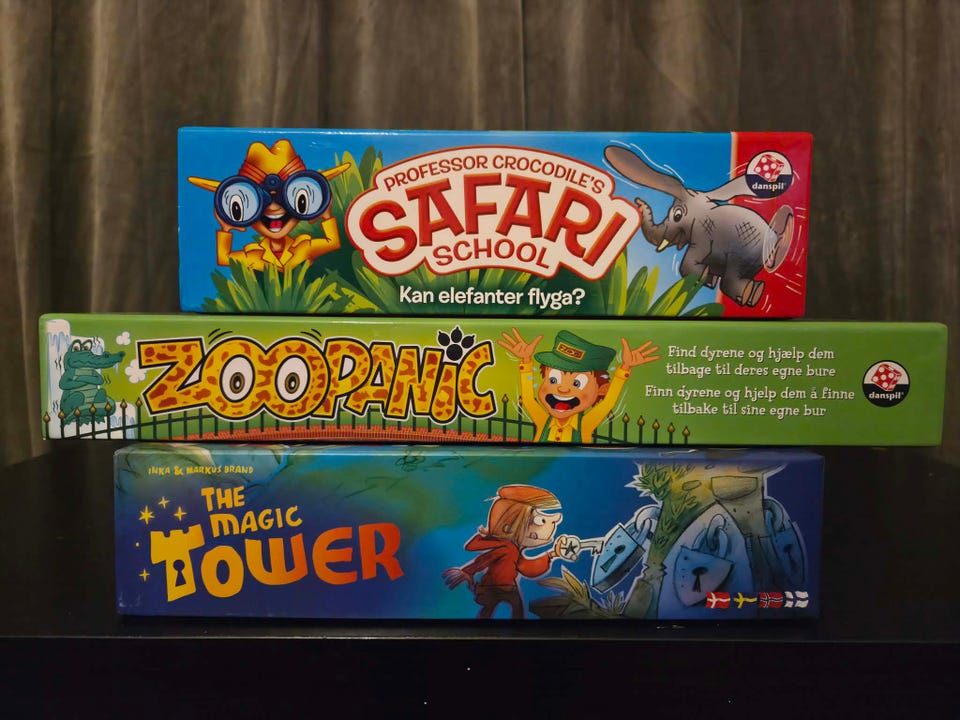 PROFESSOR CROCODILE'S
SAFARI
SCHOOL
Kan elefanter flyga?
danspil®
ZOOPANIC
ZOO
Find dyrene og hjælp dem
tilbage til deres egne bure
Finn dyrene og hjelp dem å finne
tilbake til sine egne bur
danspil®
INKA & MARKUS BRAND
THE
MAGIC
TOWER